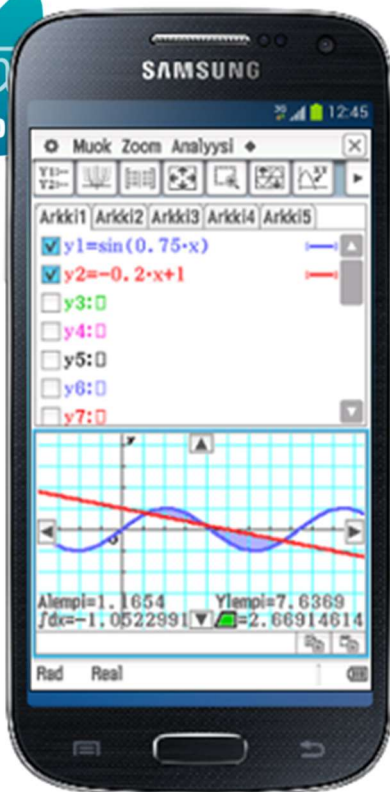 SAMSUNG
12:45
Muok Zoom Analyysi
Arkki1 Arkki2 Arkki3 Arkki4 Arkki5
y1=sin(0.75·x)
y2=-0.2·x+1
y3:
y4:
y5:
y6:
y7:
y
Alempi=1.1654 Ylempi=7.6369
∫dx=-1.0522991 =2.66914614
Rad Real